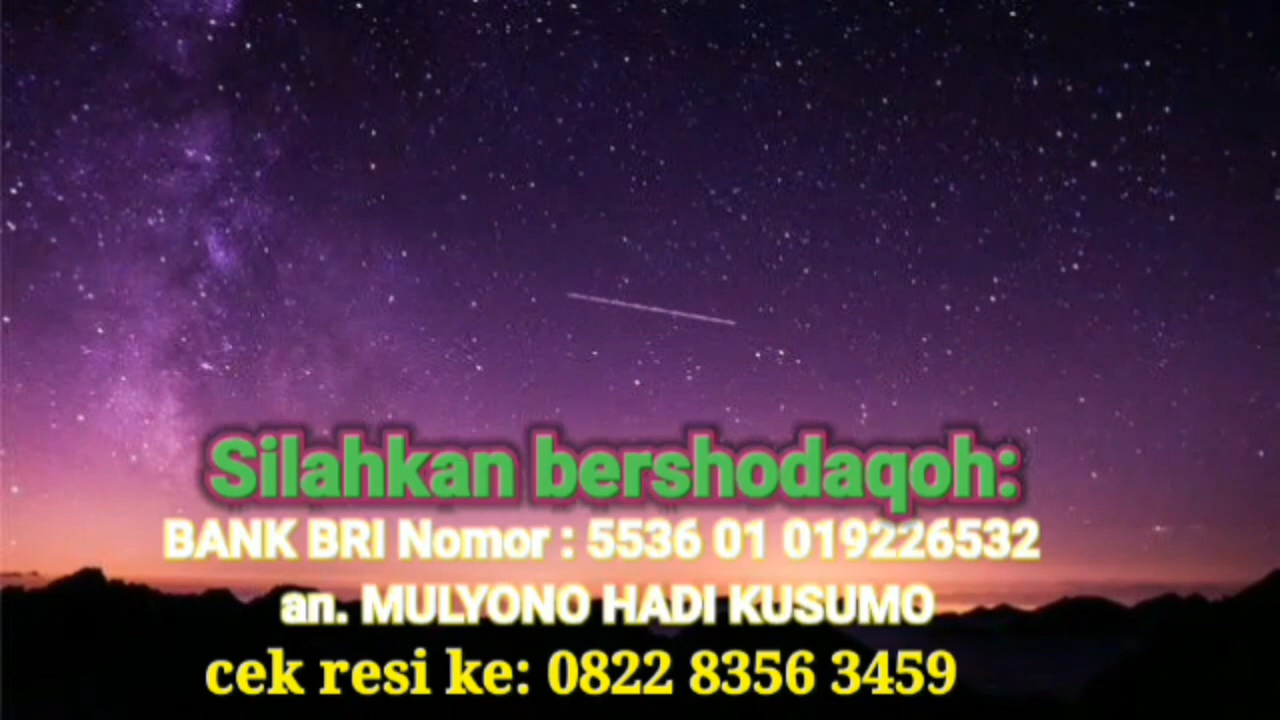 Silahkan bershodaqoh:
BANK BRI Nomor : 5536 01 019226532
an. MULYONO HADI KUSUMO
cek resi ke: 0822 8356 3459